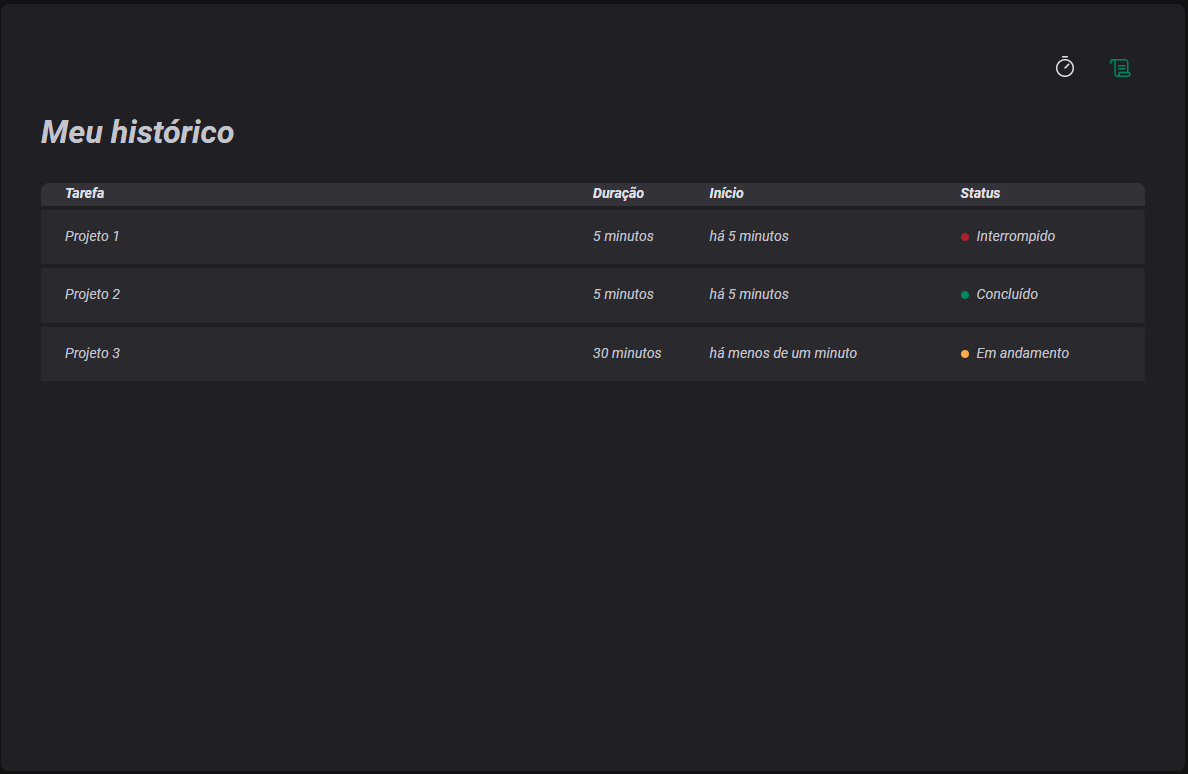 Meu histórico
Tarefa Duração Início Status
Projeto 1 5 minutos há 5 minutos Interrompido
Projeto 2 5 minutos há 5 minutos Concluído
Projeto 3 30 minutos há menos de um minuto Em andamento